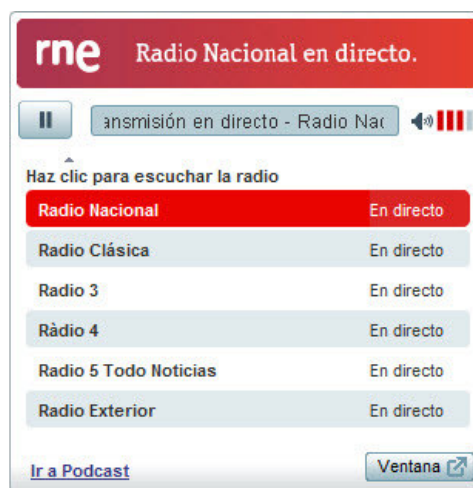 rne Radio Nacional en directo.
ansmisión en directo - Radio Nac
Haz clic para escuchar la radio
Radio Nacional En directo
Radio Clásica En directo
Radio 3 En directo
Ràdio 4 En directo
Radio 5 Todo Noticias En directo
Radio Exterior En directo
Ir a Podcast Ventana